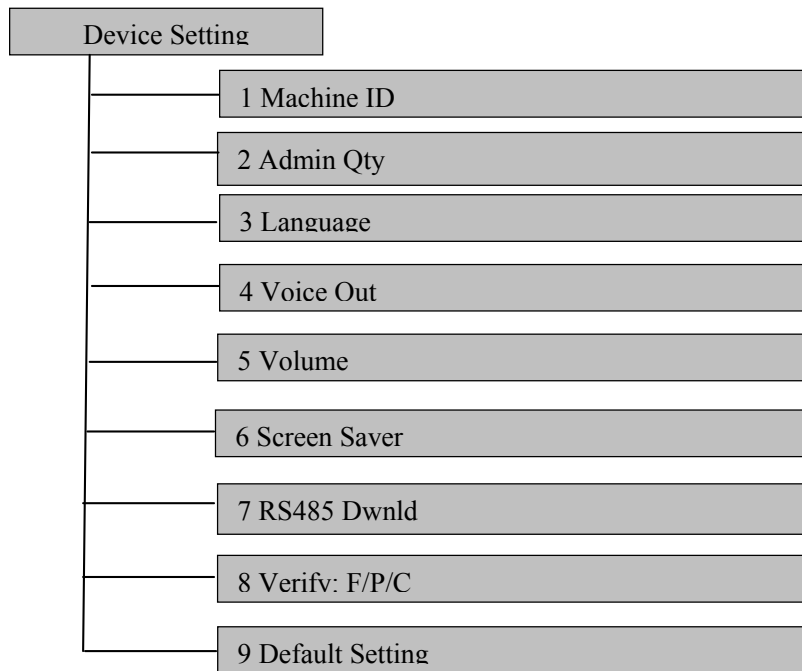 Device Setting
1 Machine ID
2 Admin Qty
3 Language
4 Voice Out
5 Volume
6 Screen Saver
7 RS485 Dwnld
8 Verify: F/P/C
9 Default Setting